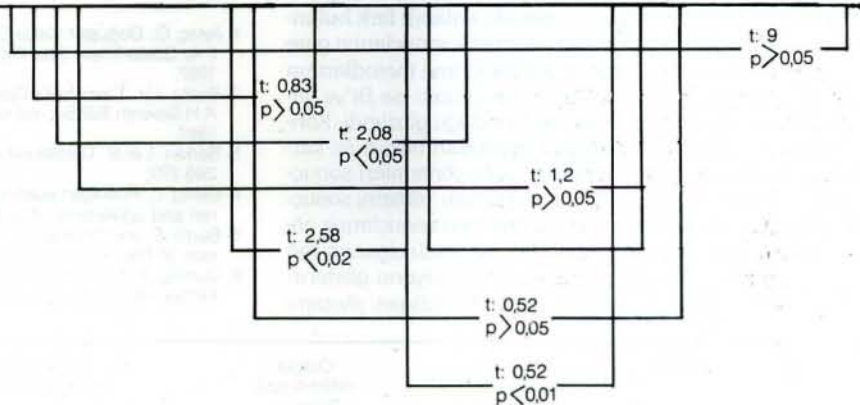 t: 9
p > 0,05
t: 0,83
p > 0,05
t: 2,08
p < 0,05
t: 1,2
p > 0,05
t: 2,58
p < 0,02
t: 0,52
p > 0,05
t: 0,52
p < 0,01